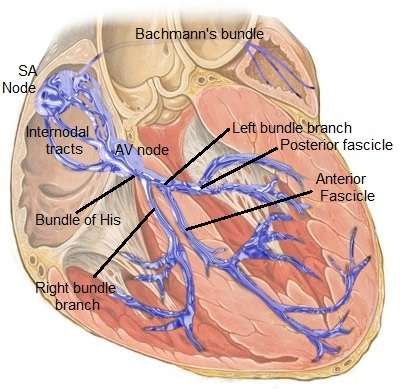 Bachmann's bundle
SA
Node
Internodal
tracts
AV node
Left bundle branch
Posterior fascicle
Anterior
Fascicle
Bundle of His
Right bundle
branch